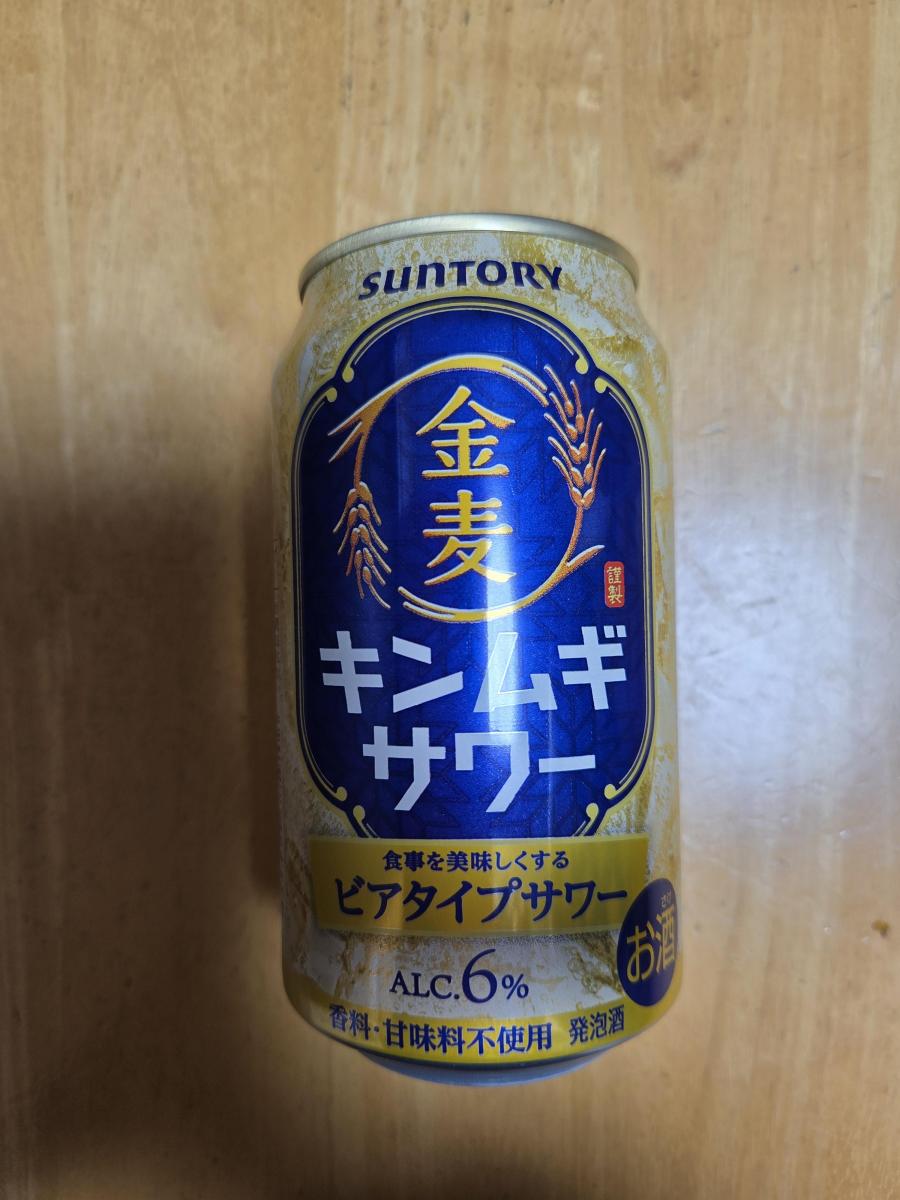 SUNTORY
金麦
謹製
キンムギ
サワー
食事を美味しくする
ビアタイプサワー
さけ
お酒
ALC.6%
香料・甘味料不使用 発泡酒